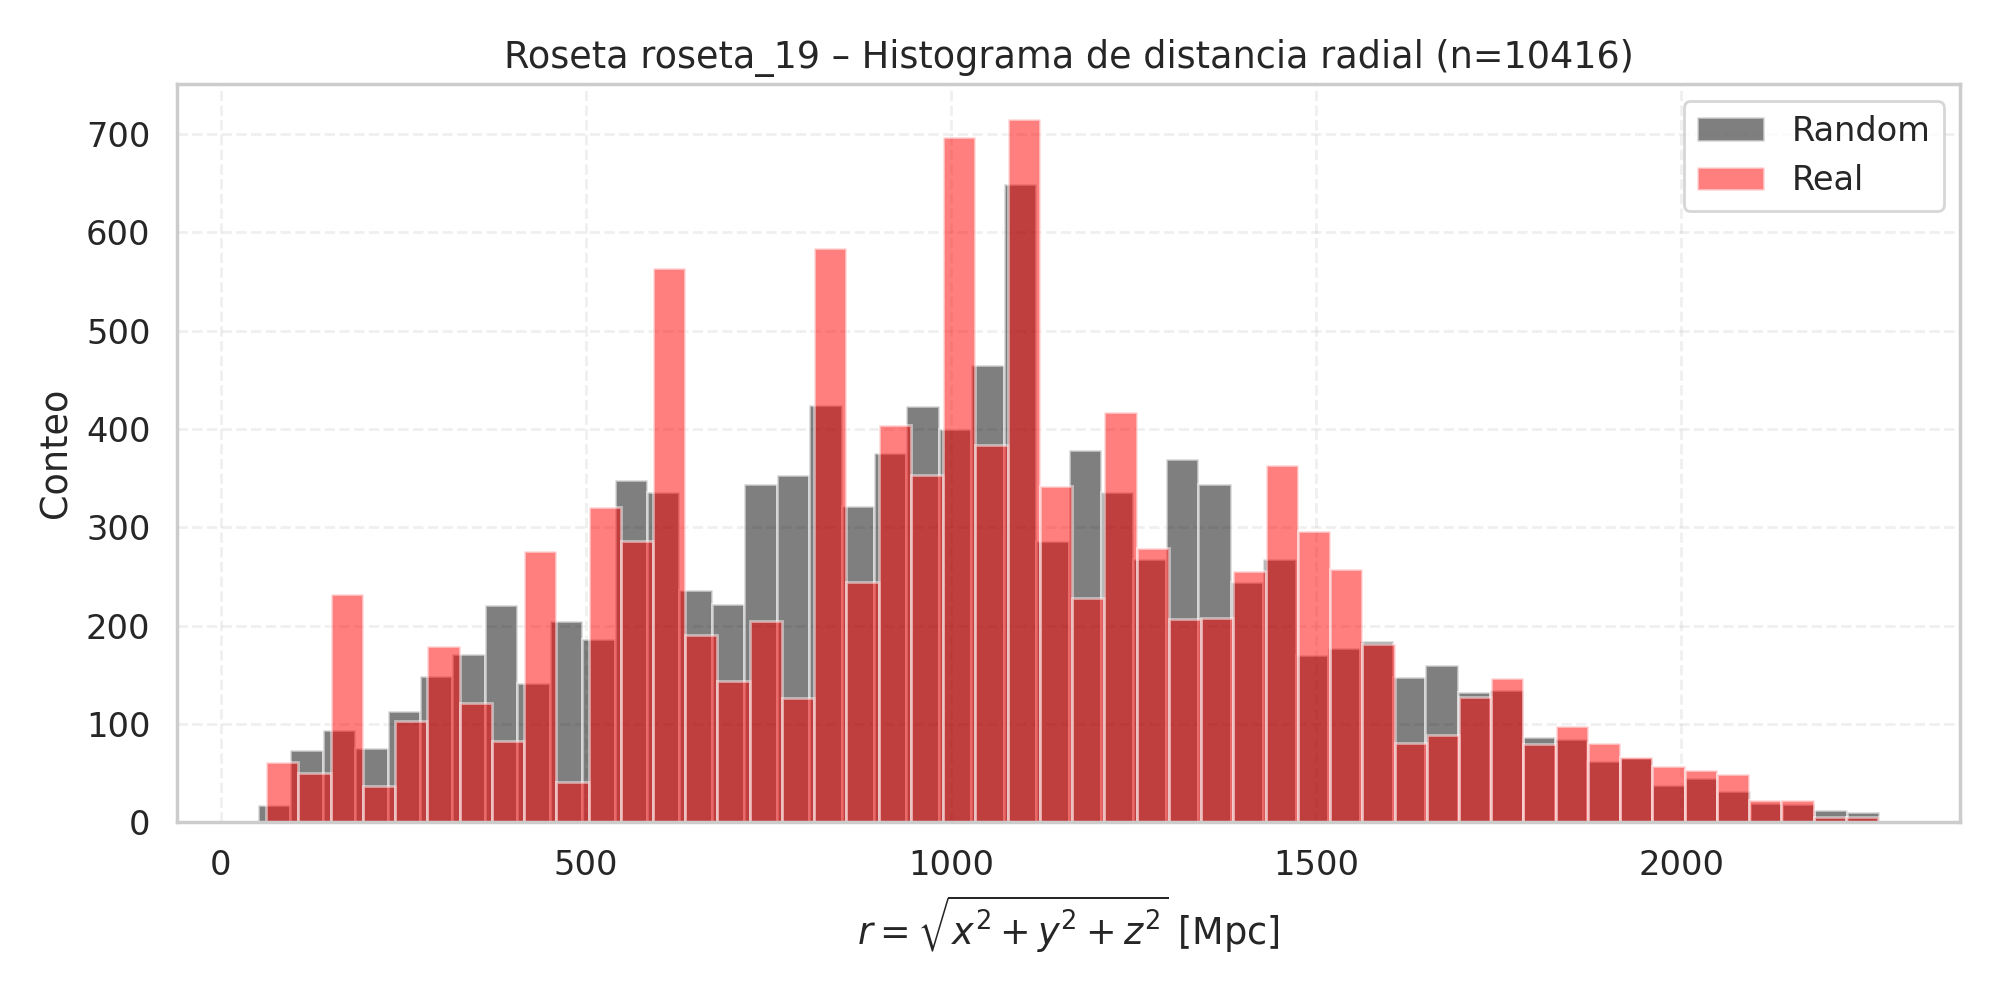 Roseta roseta_19 – Histograma de distancia radial (n=10416)
Random
Real
Conteo
700
600
500
400
300
200
100
0
0 500 1000 1500 2000
r = √x² + y² + z² [Mpc]